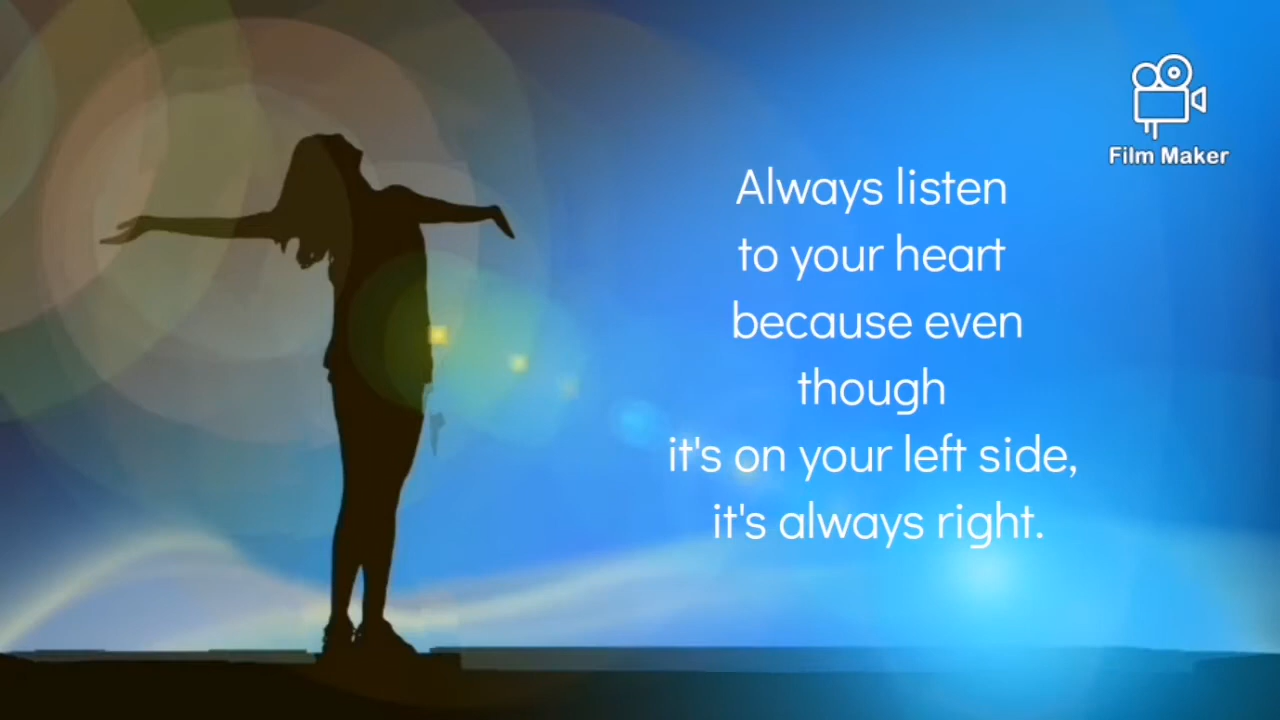 Film Maker
Always listen
to your heart
because even
though
it's on your left side,
it's always right.